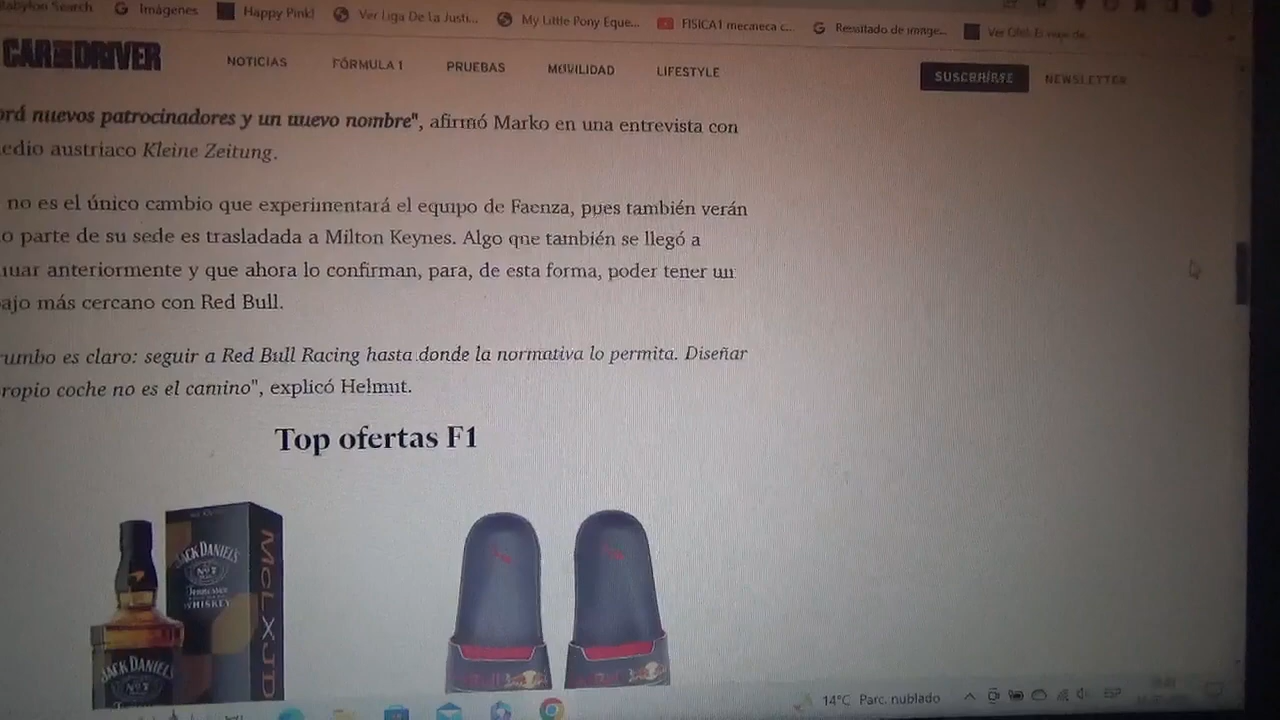 Babylon Search Imágenes Happy Pink! Ver Liga De La Justi... My Little Pony Eque... FISICA1 mecanica c... Resultado de image...
CAR AND DRIVER NOTICIAS FÓRMULA 1 PRUEBAS MOVILIDAD LIFESTYLE SUSCRIBIRSE NEWSLETTER
nuevos patrocinadores y un nuevo nombre", afirmó Marko en una entrevista con
edio austriaco Kleine Zeitung.
no es el único cambio que experimentará el equipo de Faenza, pues también verán
o parte de su sede es trasladada a Milton Keynes. Algo que también se llegó a
uar anteriormente y que ahora lo confirman, para, de esta forma, poder tener un
ajo más cercano con Red Bull.
umbo es claro: seguir a Red Bull Racing hasta donde la normativa lo permita. Diseñar
ropio coche no es el camino", explicó Helmut.
Top ofertas F1
JACK DANIEL'S
Nº7
Tennessee
WHISKEY
McLXJD
JACK DANIEL'S
Nº7
14°C Parc. nublado ESP